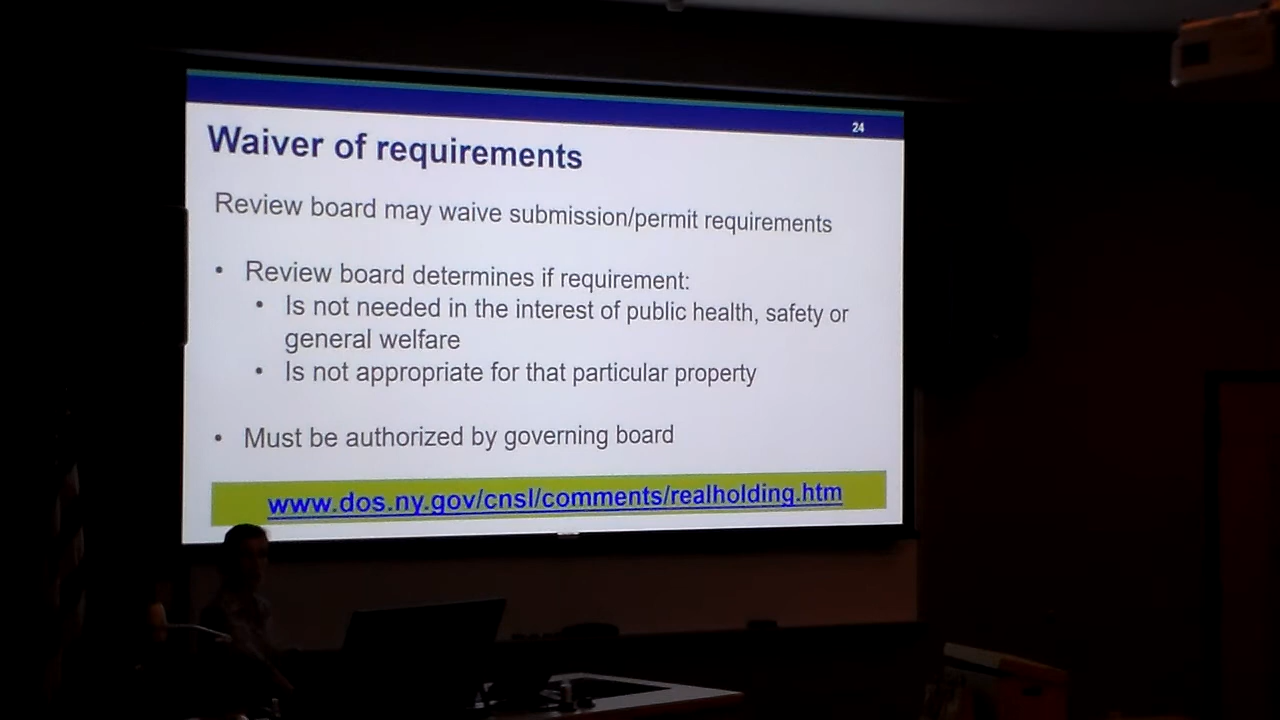 24
Waiver of requirements
Review board may waive submission/permit requirements
• Review board determines if requirement:
• Is not needed in the interest of public health, safety or
general welfare
• Is not appropriate for that particular property
• Must be authorized by governing board
www.dos.ny.gov/cnsl/comments/realholding.htm